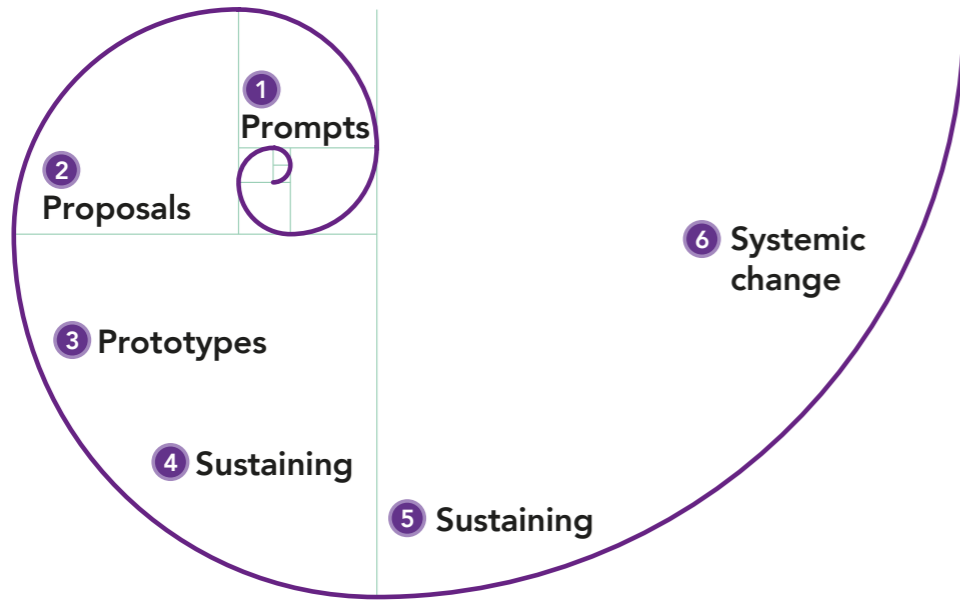 1
Prompts
2
Proposals
3 Prototypes
4 Sustaining
5 Sustaining
6 Systemic
change